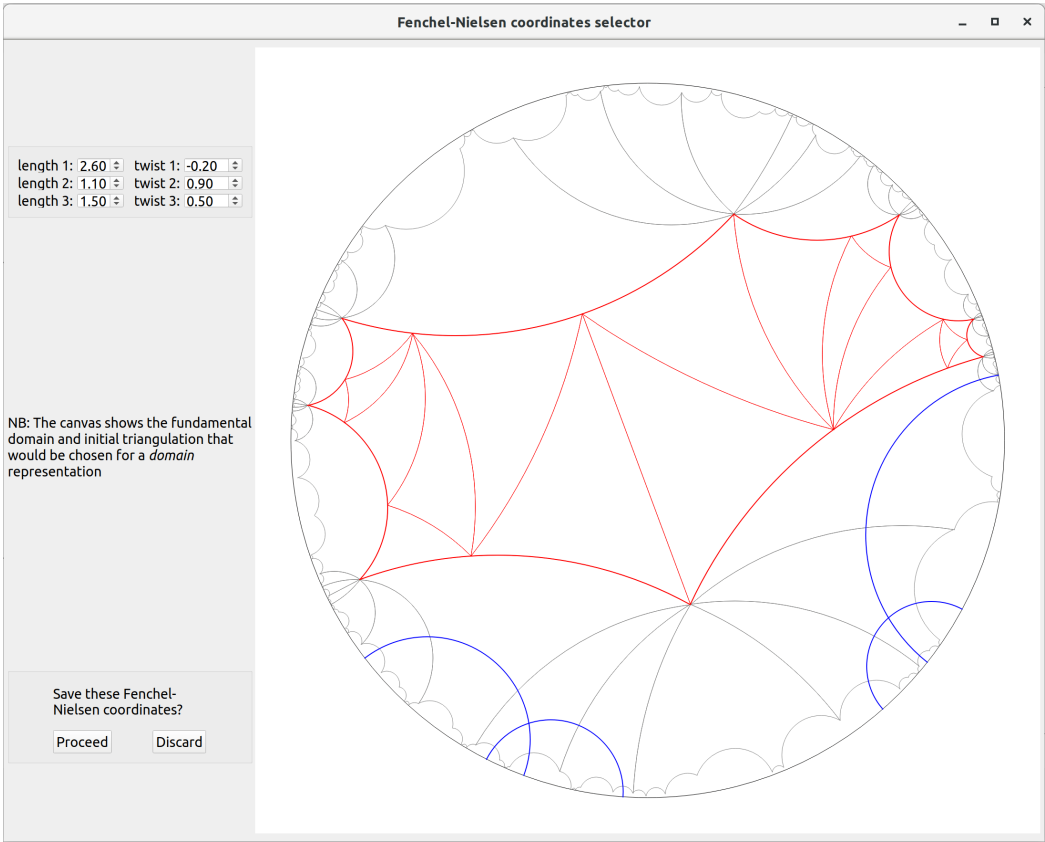 Fenchel-Nielsen coordinates selector
length 1: 2.60 twist 1: -0.20
length 2: 1.10 twist 2: 0.90
length 3: 1.50 twist 3: 0.50
NB: The canvas shows the fundamental
domain and initial triangulation that
would be chosen for a domain
representation
Save these Fenchel-
Nielsen coordinates?
Proceed Discard